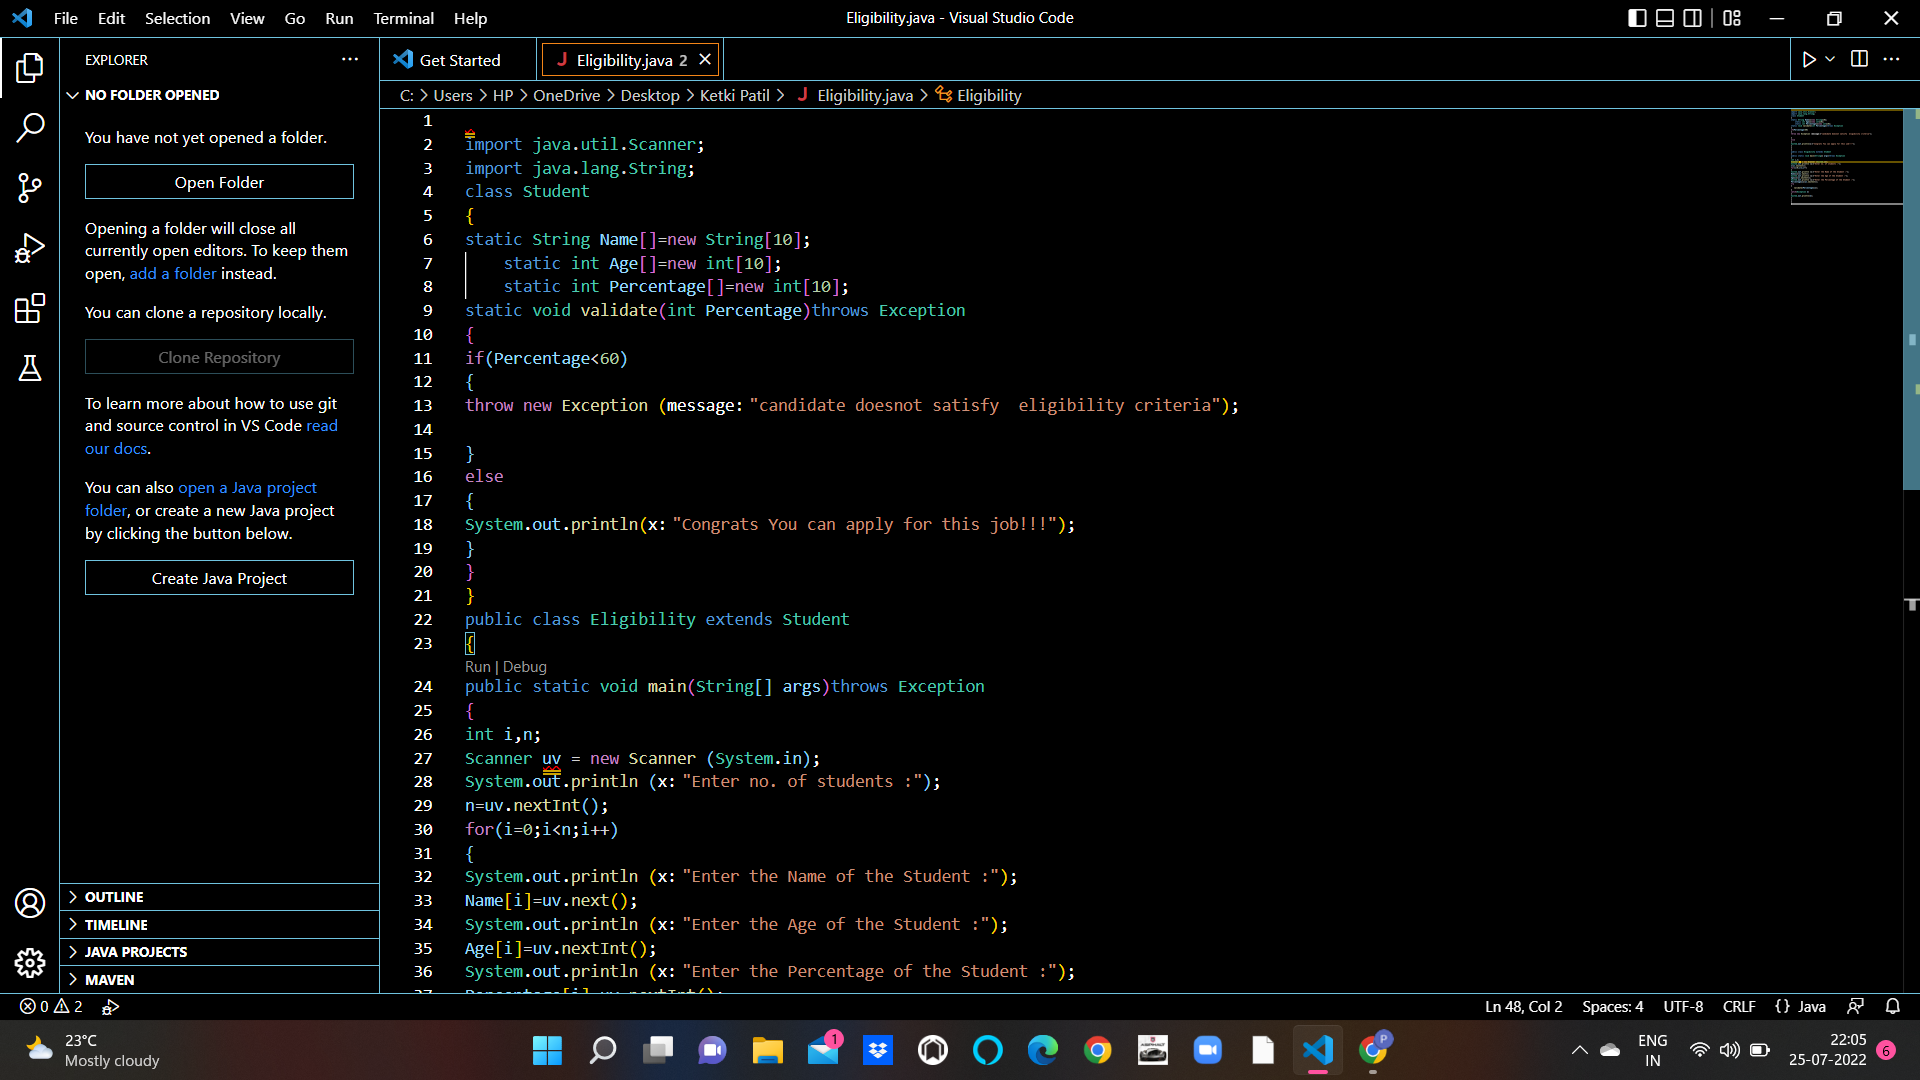 File Edit Selection View Go Run Terminal Help
Eligibility.java - Visual Studio Code
EXPLORER
NO FOLDER OPENED
You have not yet opened a folder.
Open Folder
Opening a folder will close all
currently open editors. To keep them
open, add a folder instead.
You can clone a repository locally.
Clone Repository
To learn more about how to use git
and source control in VS Code read
our docs.
You can also open a Java project
folder, or create a new Java project
by clicking the button below.
Create Java Project
OUTLINE
TIMELINE
JAVA PROJECTS
MAVEN
Get Started
J Eligibility.java 2
C: > Users > HP > OneDrive > Desktop > Ketki Patil > J Eligibility.java > Eligibility
1
2 import java.util.Scanner;
3 import java.lang.String;
4 class Student
5 {
6 static String Name[]=new String[10];
7 static int Age[]=new int[10];
8 static int Percentage[]=new int[10];
9 static void validate(int Percentage)throws Exception
10 {
11 if(Percentage<60)
12 {
13 throw new Exception (message: "candidate doesnot satisfy  eligibility criteria");
14
15 }
16 else
17 {
18 System.out.println(x: "Congrats You can apply for this job!!!");
19 }
20 }
21 }
22 public class Eligibility extends Student
23 {
Run | Debug
24 public static void main(String[] args)throws Exception
25 {
26 int i,n;
27 Scanner uv = new Scanner (System.in);
28 System.out.println (x: "Enter no. of students :");
29 n=uv.nextInt();
30 for(i=0;i<n;i++)
31 {
32 System.out.println (x: "Enter the Name of the Student :");
33 Name[i]=uv.next();
34 System.out.println (x: "Enter the Age of the Student :");
35 Age[i]=uv.nextInt();
36 System.out.println (x: "Enter the Percentage of the Student :");
37 Percentage[i]=uv.nextInt();
0 2
Ln 48, Col 2 Spaces: 4 UTF-8 CRLF {} Java
23°C
Mostly cloudy
1
P
ENG
IN
22:05
25-07-2022
6